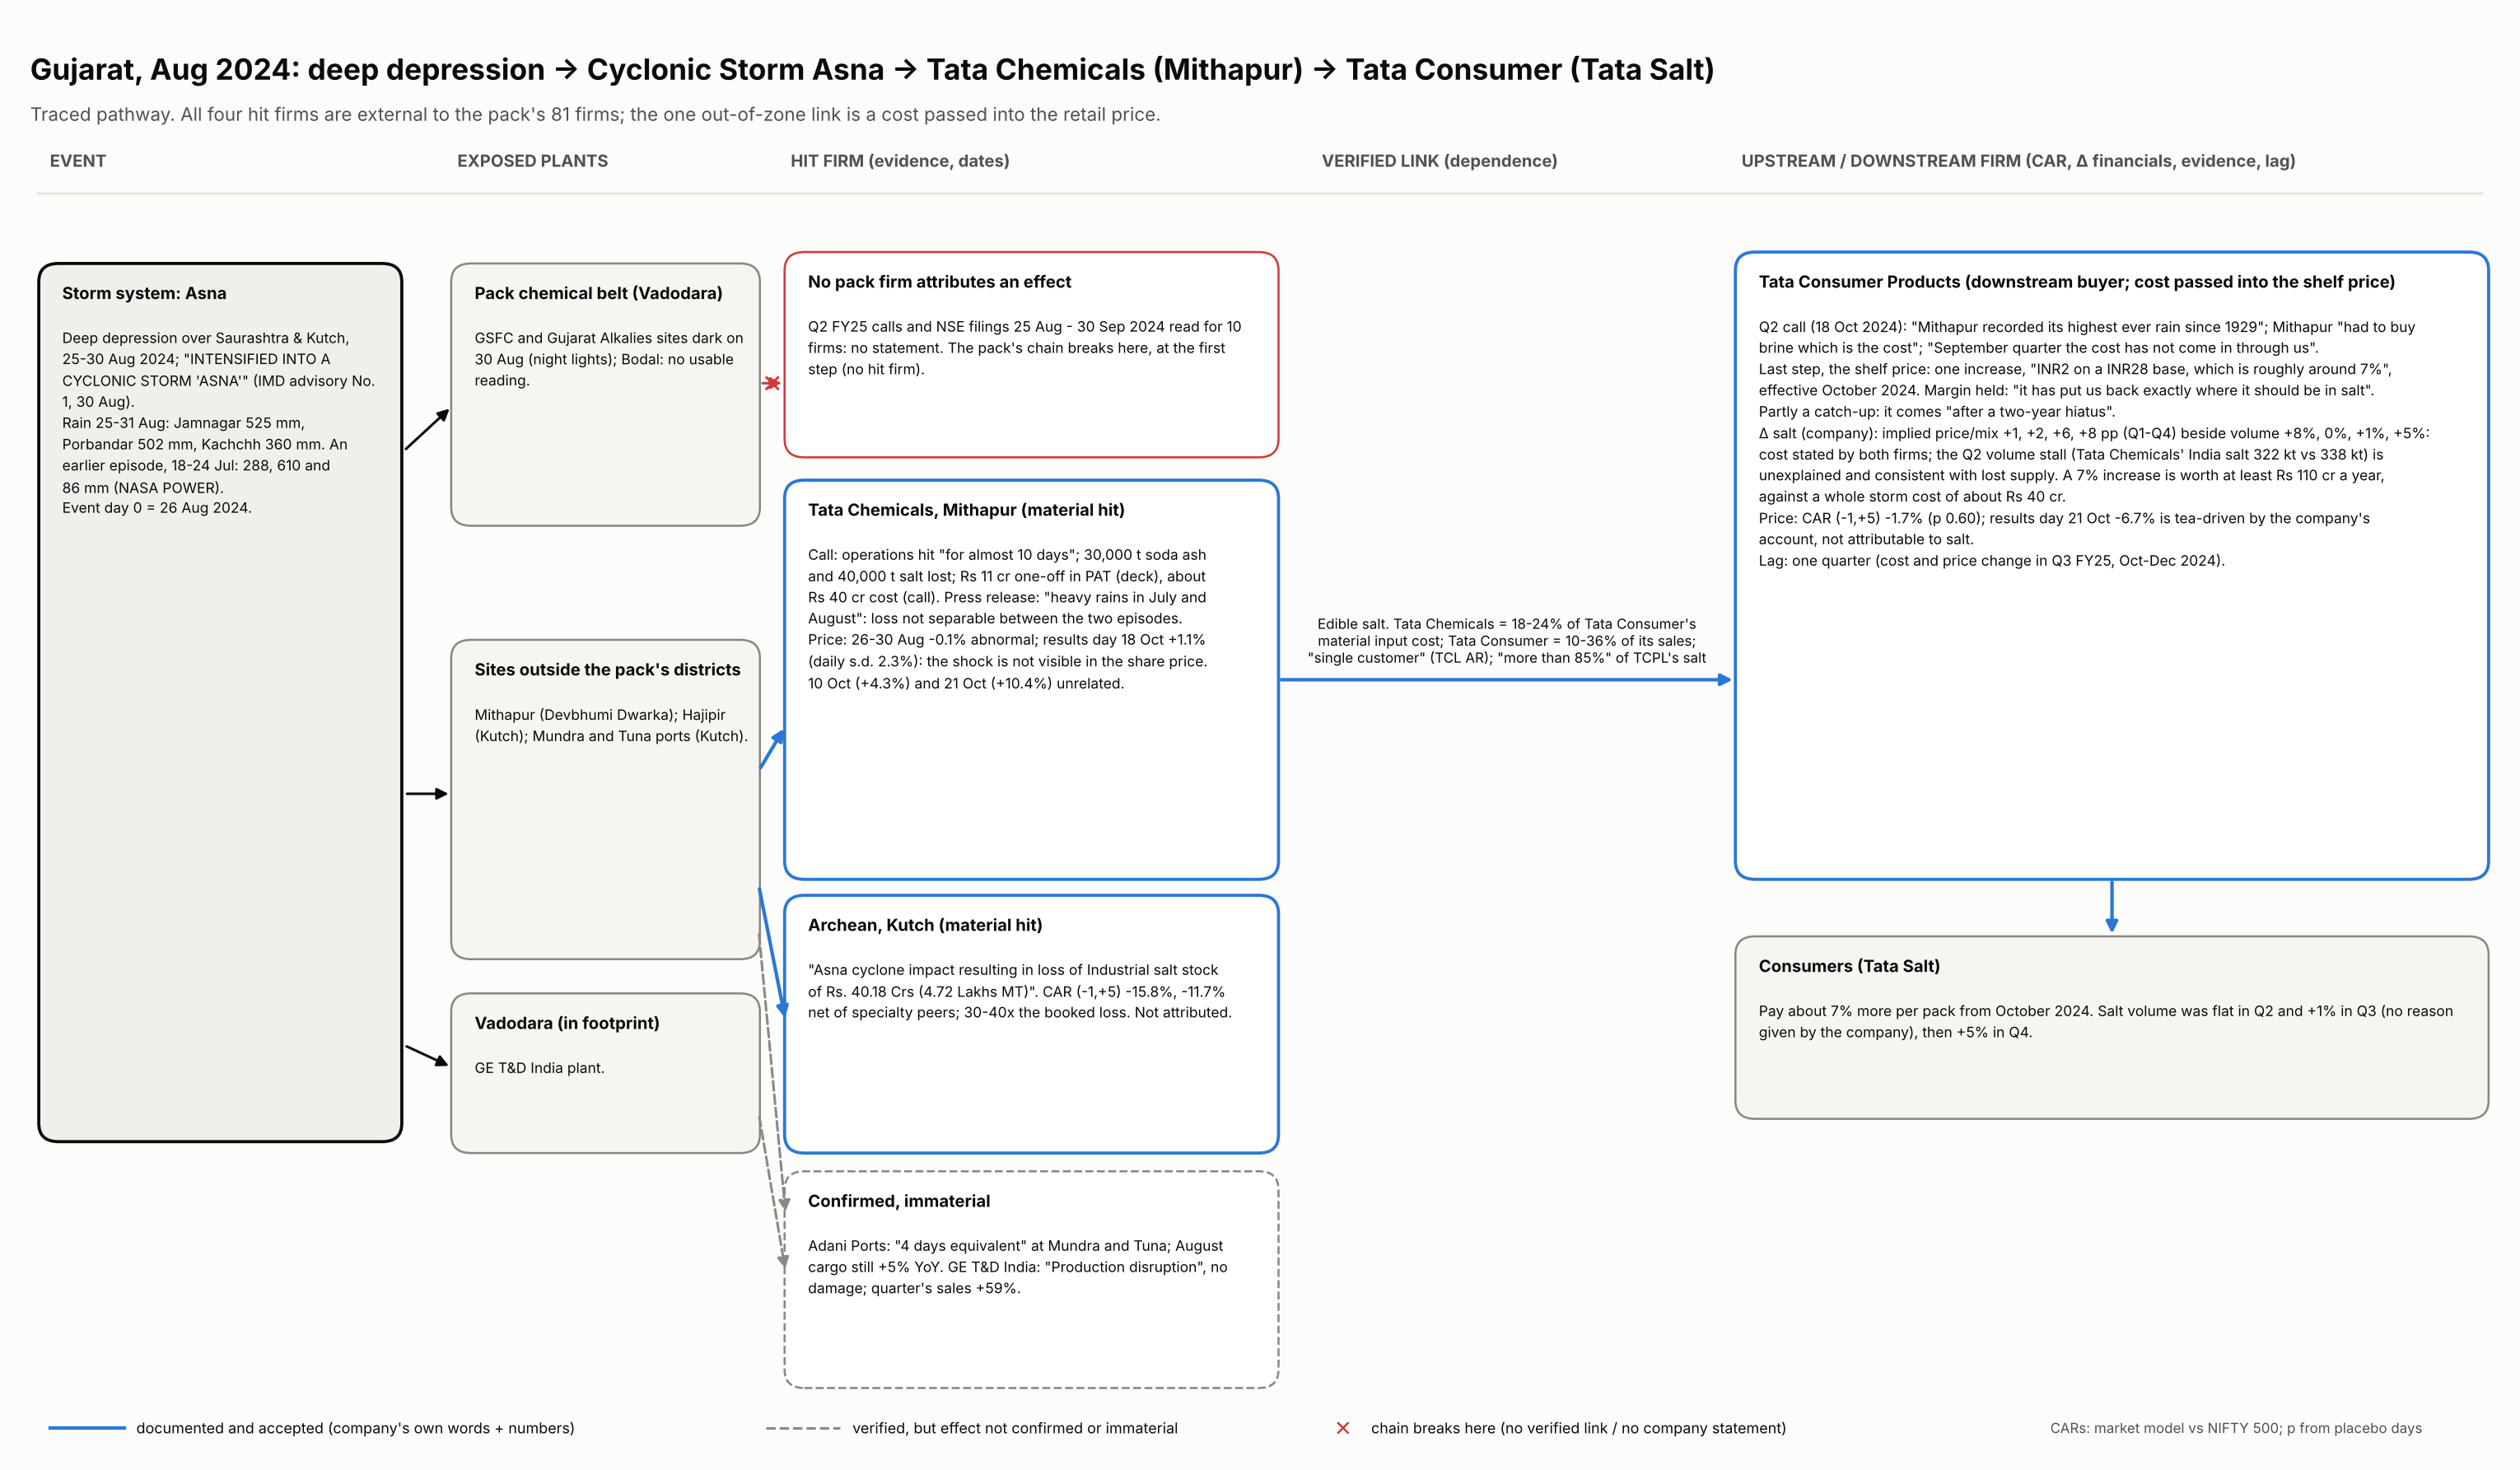 Gujarat, Aug 2024: deep depression → Cyclonic Storm Asna → Tata Chemicals (Mithapur) → Tata Consumer (Tata Salt)
Traced pathway. All four hit firms are external to the pack's 81 firms; the one out-of-zone link is a cost passed into the retail price.
EVENT
EXPOSED PLANTS
HIT FIRM (evidence, dates)
VERIFIED LINK (dependence)
UPSTREAM / DOWNSTREAM FIRM (CAR, Δ financials, evidence, lag)
Storm system: Asna
Deep depression over Saurashtra & Kutch,
25-30 Aug 2024; "INTENSIFIED INTO A
CYCLONIC STORM 'ASNA'" (IMD advisory No.
1, 30 Aug).
Rain 25-31 Aug: Jamnagar 525 mm,
Porbandar 502 mm, Kachchh 360 mm. An
earlier episode, 18-24 Jul: 288, 610 and
86 mm (NASA POWER).
Event day 0 = 26 Aug 2024.
Pack chemical belt (Vadodara)
GSFC and Gujarat Alkalies sites dark on
30 Aug (night lights); Bodal: no usable
reading.
Sites outside the pack's districts
Mithapur (Devbhumi Dwarka); Hajipir
(Kutch); Mundra and Tuna ports (Kutch).
Vadodara (in footprint)
GE T&D India plant.
No pack firm attributes an effect
Q2 FY25 calls and NSE filings 25 Aug - 30 Sep 2024 read for 10
firms: no statement. The pack's chain breaks here, at the first
step (no hit firm).
Tata Chemicals, Mithapur (material hit)
Call: operations hit "for almost 10 days"; 30,000 t soda ash
and 40,000 t salt lost; Rs 11 cr one-off in PAT (deck), about
Rs 40 cr cost (call). Press release: "heavy rains in July and
August": loss not separable between the two episodes.
Price: 26-30 Aug -0.1% abnormal; results day 18 Oct +1.1%
(daily s.d. 2.3%): the shock is not visible in the share price.
10 Oct (+4.3%) and 21 Oct (+10.4%) unrelated.
Archean, Kutch (material hit)
"Asna cyclone impact resulting in loss of Industrial salt stock
of Rs. 40.18 Crs (4.72 Lakhs MT)". CAR (-1,+5) -15.8%, -11.7%
net of specialty peers; 30-40x the booked loss. Not attributed.
Confirmed, immaterial
Adani Ports: "4 days equivalent" at Mundra and Tuna; August
cargo still +5% YoY. GE T&D India: "Production disruption", no
damage; quarter's sales +59%.
Edible salt. Tata Chemicals = 18-24% of Tata Consumer's
material input cost; Tata Consumer = 10-36% of its sales;
"single customer" (TCL AR); "more than 85%" of TCPL's salt
Tata Consumer Products (downstream buyer; cost passed into the shelf price)
Q2 call (18 Oct 2024): "Mithapur recorded its highest ever rain since 1929"; Mithapur "had to buy
brine which is the cost"; "September quarter the cost has not come in through us".
Last step, the shelf price: one increase, "INR2 on a INR28 base, which is roughly around 7%",
effective October 2024. Margin held: "it has put us back exactly where it should be in salt".
Partly a catch-up: it comes "after a two-year hiatus".
Δ salt (company): implied price/mix +1, +2, +6, +8 pp (Q1-Q4) beside volume +8%, 0%, +1%, +5%:
cost stated by both firms; the Q2 volume stall (Tata Chemicals' India salt 322 kt vs 338 kt) is
unexplained and consistent with lost supply. A 7% increase is worth at least Rs 110 cr a year,
against a whole storm cost of about Rs 40 cr.
Price: CAR (-1,+5) -1.7% (p 0.60); results day 21 Oct -6.7% is tea-driven by the company's
account, not attributable to salt.
Lag: one quarter (cost and price change in Q3 FY25, Oct-Dec 2024).
Consumers (Tata Salt)
Pay about 7% more per pack from October 2024. Salt volume was flat in Q2 and +1% in Q3 (no reason
given by the company), then +5% in Q4.
documented and accepted (company's own words + numbers)
verified, but effect not confirmed or immaterial
chain breaks here (no verified link / no company statement)
CARs: market model vs NIFTY 500; p from placebo days